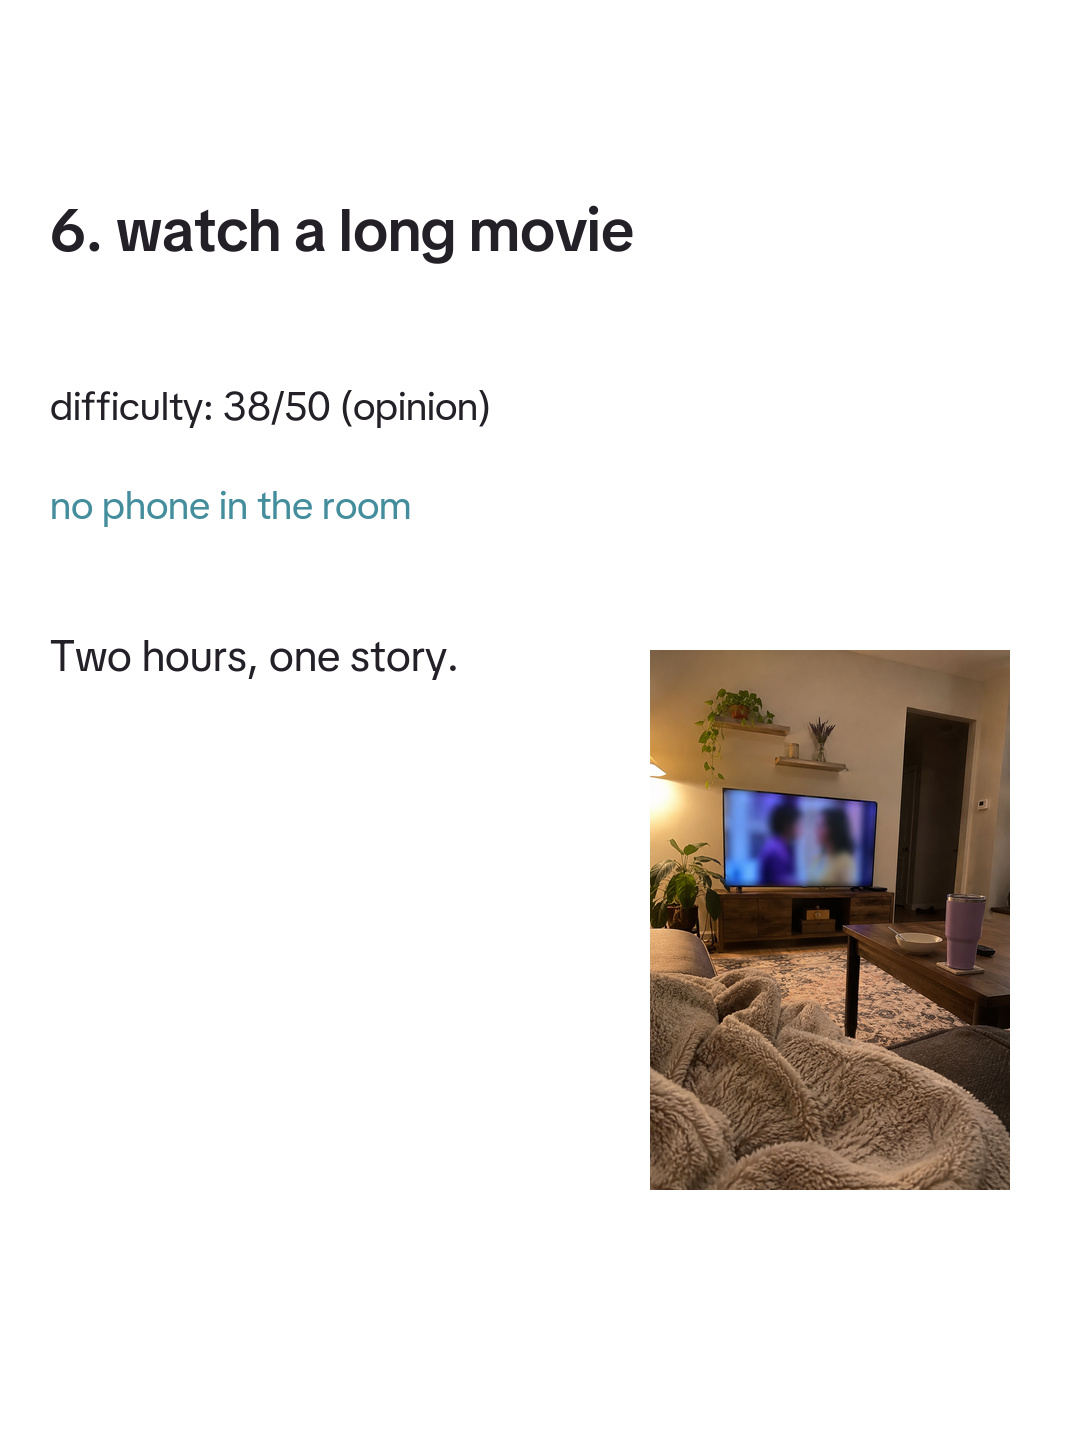 6. watch a long movie
difficulty: 38/50 (opinion)
no phone in the room
Two hours, one story.